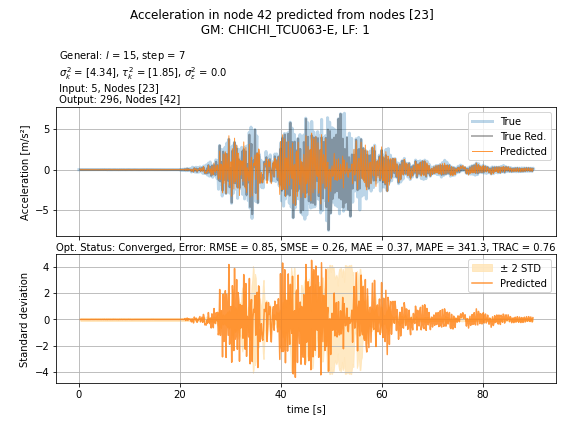 Acceleration in node 42 predicted from nodes [23]
GM: CHICHI_TCU063-E, LF: 1
General: l = 15, step = 7
σ²ₖ = [4.34], τ²ₖ = [1.85], σ²ₑ = 0.0
Input: 5, Nodes [23]
Output: 296, Nodes [42]
True
True Red.
Predicted
5
0
−5
Acceleration [m/s²]
Opt. Status: Converged, Error: RMSE = 0.85, SMSE = 0.26, MAE = 0.37, MAPE = 341.3, TRAC = 0.76
± 2 STD
Predicted
4
2
0
−2
−4
Standard deviation
0 20 40 60 80
time [s]